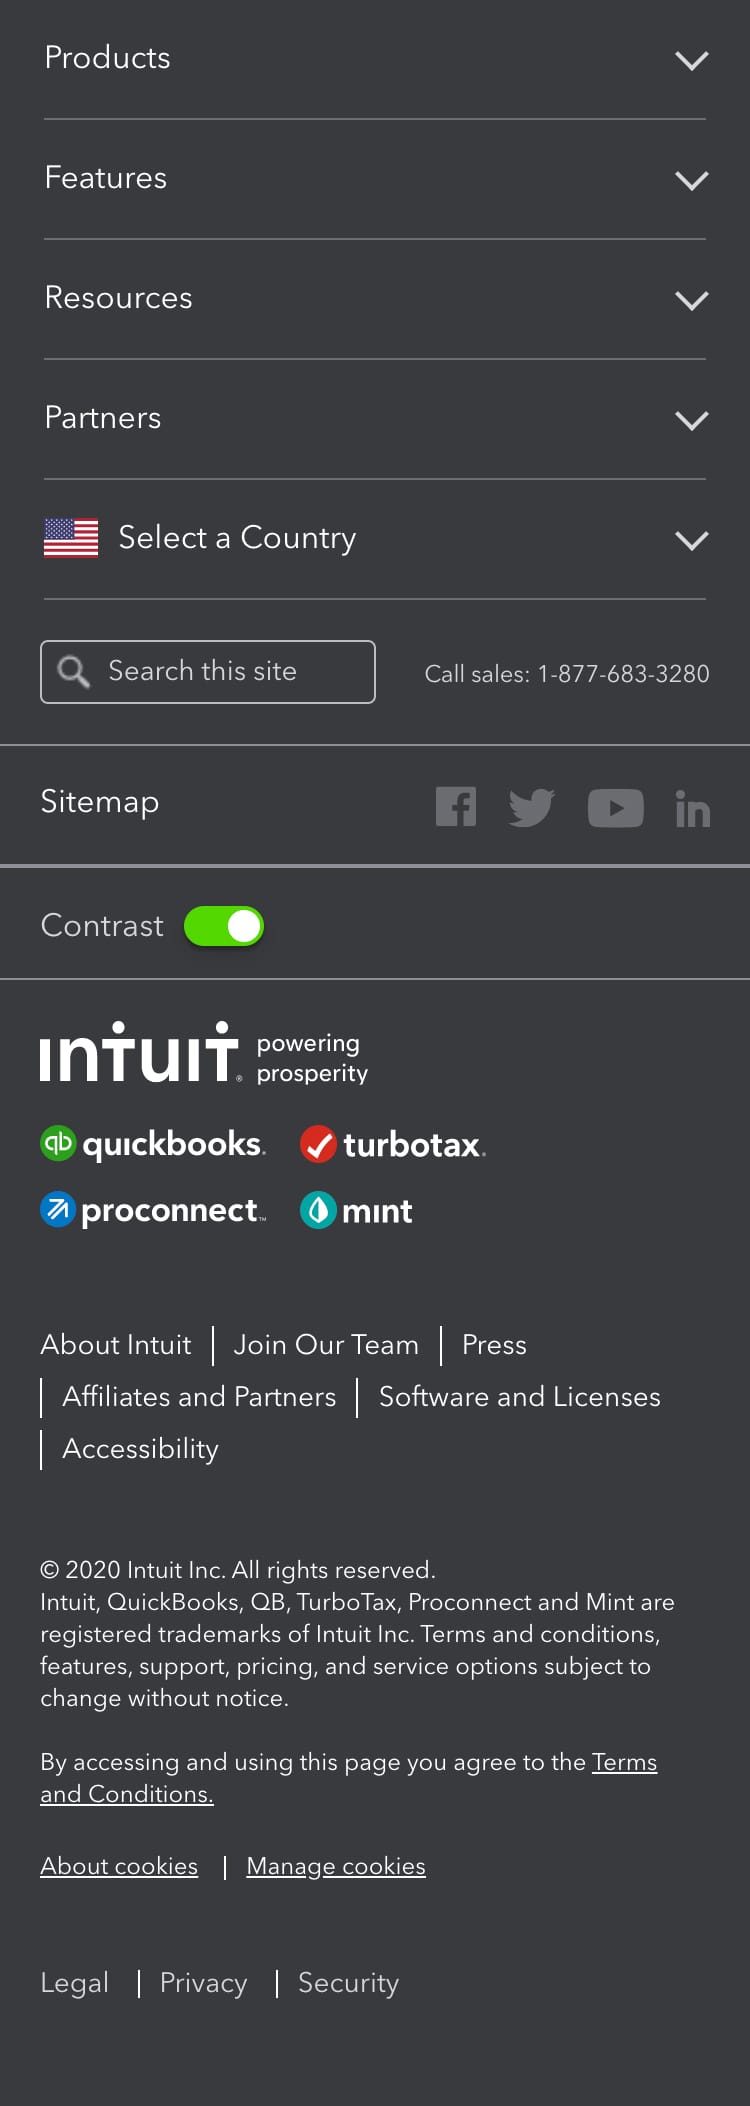 Products
Features
Resources
Partners
Select a Country
Search this site
Call sales: 1-877-683-3280
Sitemap
Contrast
intuit® powering
prosperity
qb quickbooks. turbotax.
proconnect™ mint
About Intuit | Join Our Team | Press
| Affiliates and Partners | Software and Licenses
| Accessibility
© 2020 Intuit Inc. All rights reserved.
Intuit, QuickBooks, QB, TurboTax, Proconnect and Mint are
registered trademarks of Intuit Inc. Terms and conditions,
features, support, pricing, and service options subject to
change without notice.
By accessing and using this page you agree to the Terms
and Conditions.
About cookies | Manage cookies
Legal | Privacy | Security